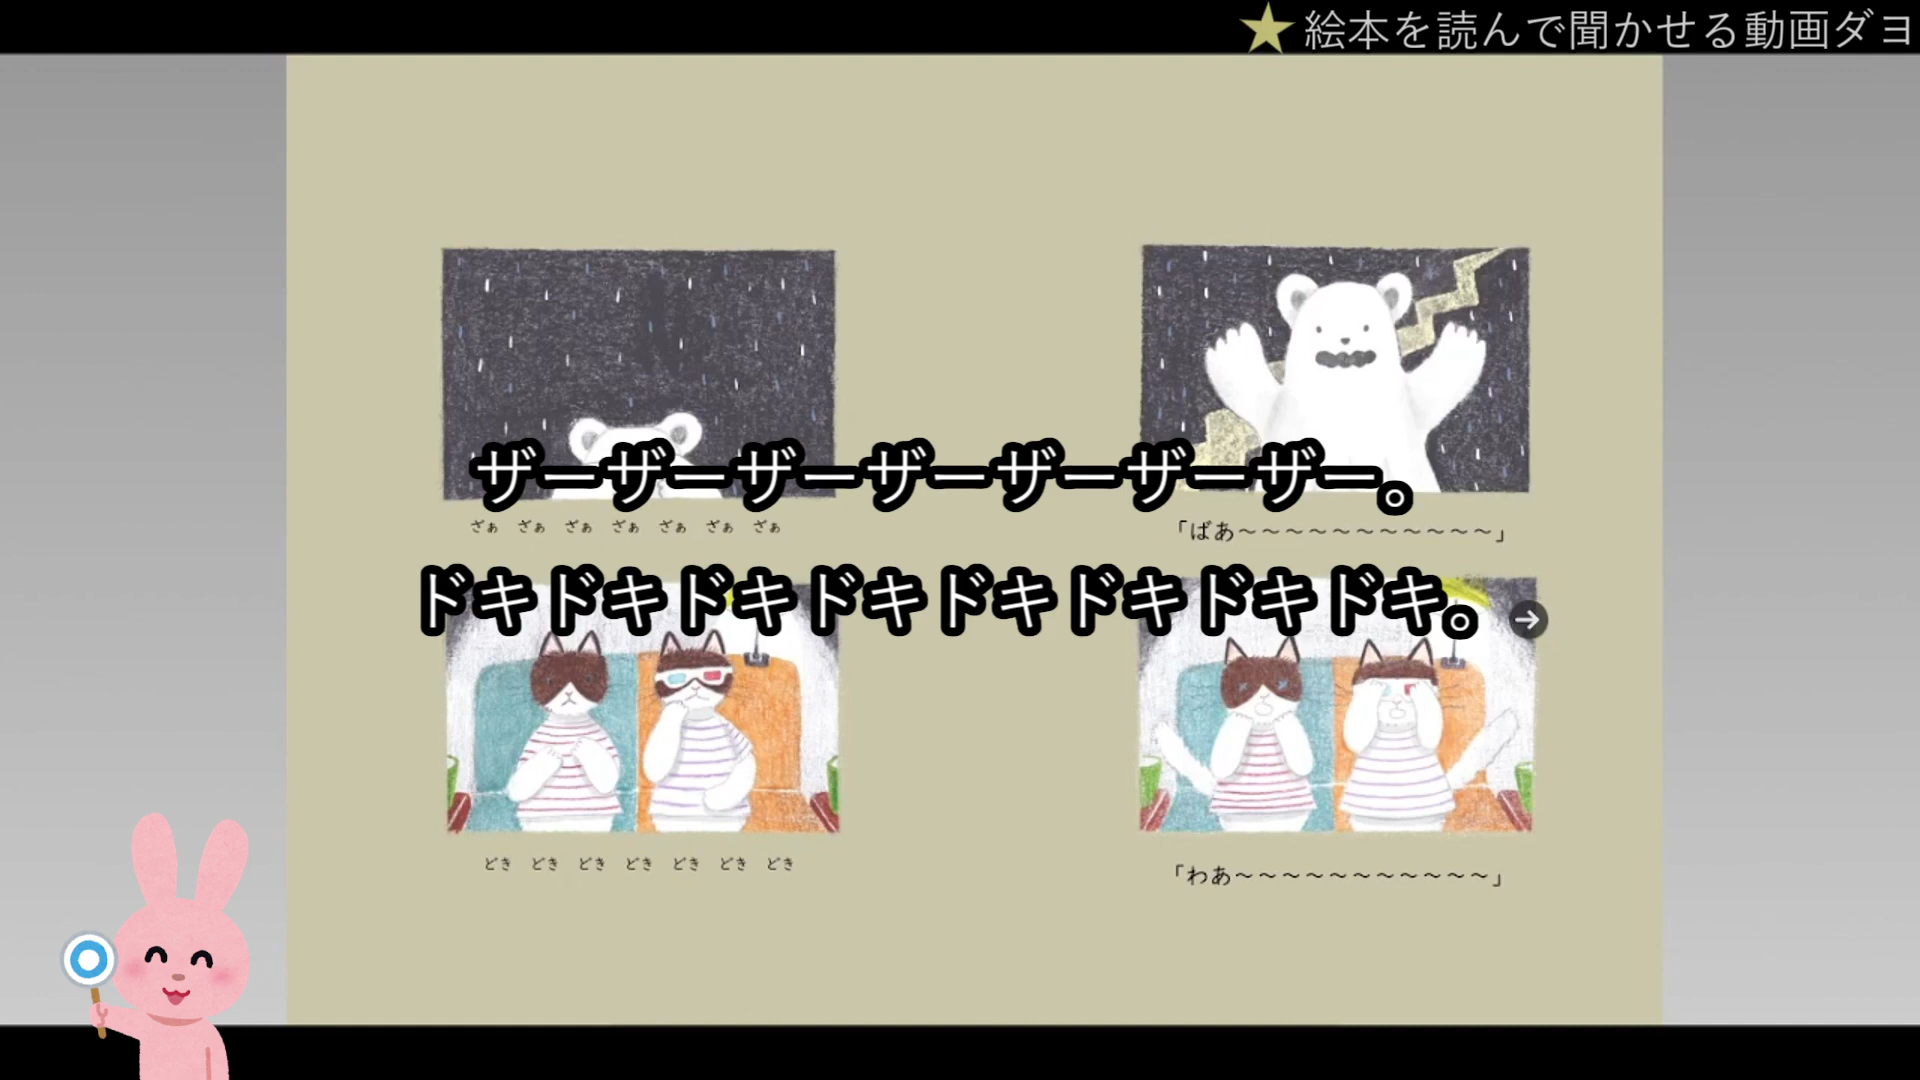 ★絵本を読んで聞かせる動画ダヨ
ザーザーザーザーザーザーザー。
ざぁ ざぁ ざぁ ざぁ ざぁ ざぁ ざぁ
「ばあ～～～～～～～～～～～」
ドキドキドキドキドキドキドキドキ。
どき どき どき どき どき どき どき
「わあ～～～～～～～～～～～」